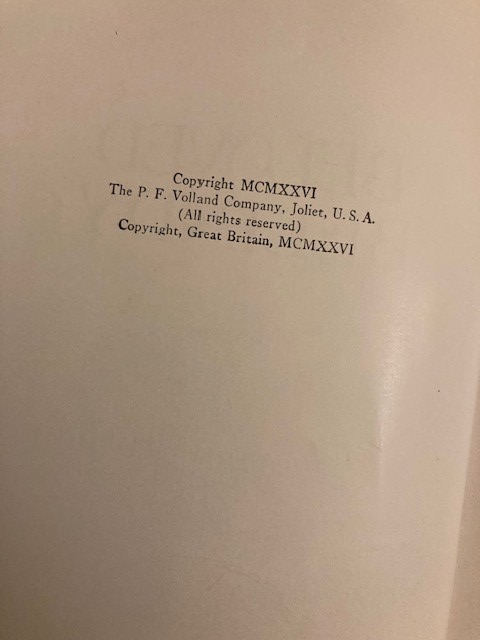 Copyright MCMXXVI
The P. F. Volland Company, Joliet, U. S. A.
(All rights reserved)
Copyright, Great Britain, MCMXXVI